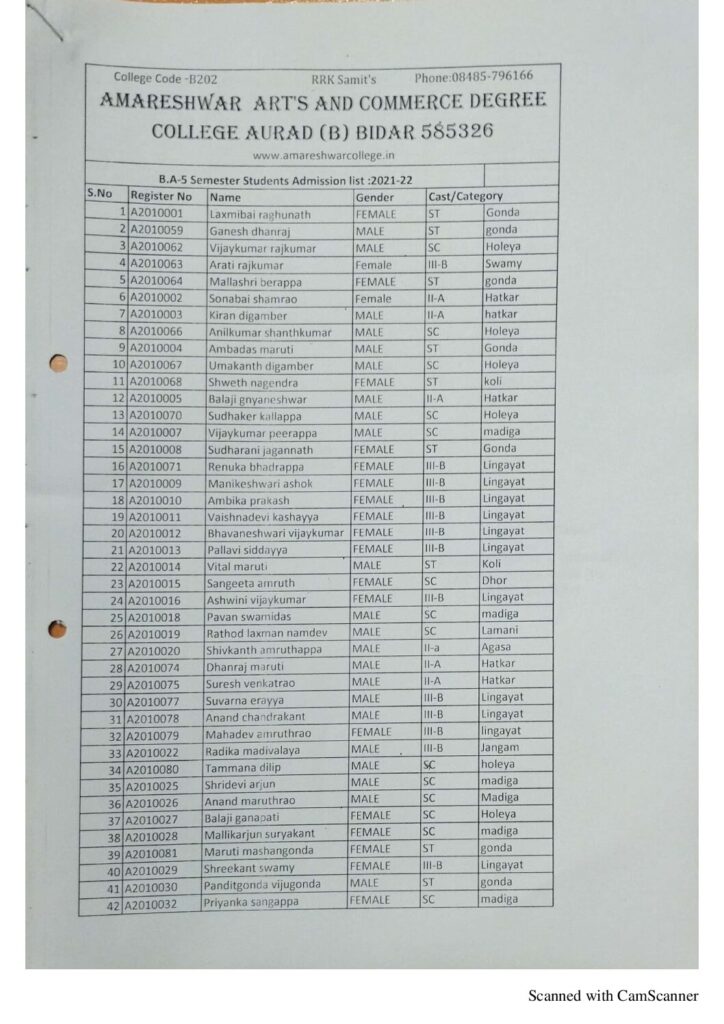 College Code -B202 RRK Samit's Phone:08485-796166
AMARESHWAR ART'S AND COMMERCE DEGREE
COLLEGE AURAD (B) BIDAR 585326
www.amareshwarcollege.in
B.A-5 Semester Students Admission list :2021-22
S.No Register No Name Gender Cast/Category
1 A2010001 Laxmibai raghunath FEMALE ST Gonda
2 A2010059 Ganesh dhanraj MALE ST gonda
3 A2010062 Vijaykumar rajkumar MALE SC Holeya
4 A2010063 Arati rajkumar Female III-B Swamy
5 A2010064 Mallashri berappa FEMALE ST gonda
6 A2010002 Sonabai shamrao Female II-A Hatkar
7 A2010003 Kiran digamber MALE II-A hatkar
8 A2010066 Anilkumar shanthkumar MALE SC Holeya
9 A2010004 Ambadas maruti MALE ST Gonda
10 A2010067 Umakanth digamber MALE SC Holeya
11 A2010068 Shweth nagendra FEMALE ST koli
12 A2010005 Balaji gnyaneshwar MALE II-A Hatkar
13 A2010070 Sudhaker kallappa MALE SC Holeya
14 A2010007 Vijaykumar peerappa MALE SC madiga
15 A2010008 Sudharani jagannath FEMALE ST Gonda
16 A2010071 Renuka bhadrappa FEMALE III-B Lingayat
17 A2010009 Manikeshwari ashok FEMALE III-B Lingayat
18 A2010010 Ambika prakash FEMALE III-B Lingayat
19 A2010011 Vaishnadevi kashayya FEMALE III-B Lingayat
20 A2010012 Bhavaneshwari vijaykumar FEMALE III-B Lingayat
21 A2010013 Pallavi siddayya FEMALE III-B Lingayat
22 A2010014 Vital maruti MALE ST Koli
23 A2010015 Sangeeta amruth FEMALE SC Dhor
24 A2010016 Ashwini vijaykumar FEMALE III-B Lingayat
25 A2010018 Pavan swamidas MALE SC madiga
26 A2010019 Rathod laxman namdev MALE SC Lamani
27 A2010020 Shivkanth amruthappa MALE II-a Agasa
28 A2010074 Dhanraj maruti MALE II-A Hatkar
29 A2010075 Suresh venkatrao MALE II-A Hatkar
30 A2010077 Suvarna erayya MALE III-B Lingayat
31 A2010078 Anand chandrakant MALE III-B Lingayat
32 A2010079 Mahadev amruthrao FEMALE III-B lingayat
33 A2010022 Radika madivalaya MALE III-B Jangam
34 A2010080 Tammana dilip MALE SC holeya
35 A2010025 Shridevi arjun MALE SC madiga
36 A2010026 Anand maruthrao MALE SC Madiga
37 A2010027 Balaji ganapati FEMALE SC Holeya
38 A2010028 Mallikarjun suryakant FEMALE SC madiga
39 A2010081 Maruti mashangonda FEMALE ST gonda
40 A2010029 Shreekant swamy FEMALE III-B Lingayat
41 A2010030 Panditgonda vijugonda MALE ST gonda
42 A2010032 Priyanka sangappa FEMALE SC madiga
Scanned with CamScanner